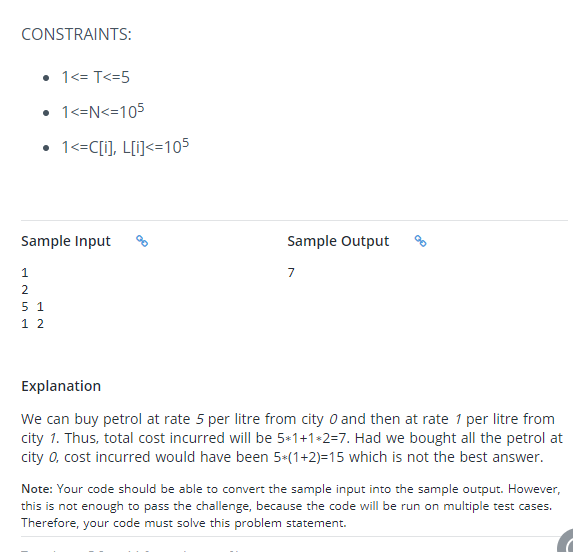 CONSTRAINTS:
• 1<= T<=5
• 1<=N<=10⁵
• 1<=C[i], L[i]<=10⁵
Sample Input
Sample Output
1
7
2
5 1
1 2
Explanation
We can buy petrol at rate 5 per litre from city 0 and then at rate 1 per litre from
city 1. Thus, total cost incurred will be 5*1+1*2=7. Had we bought all the petrol at
city 0, cost incurred would have been 5*(1+2)=15 which is not the best answer.
Note: Your code should be able to convert the sample input into the sample output. However,
this is not enough to pass the challenge, because the code will be run on multiple test cases.
Therefore, your code must solve this problem statement.